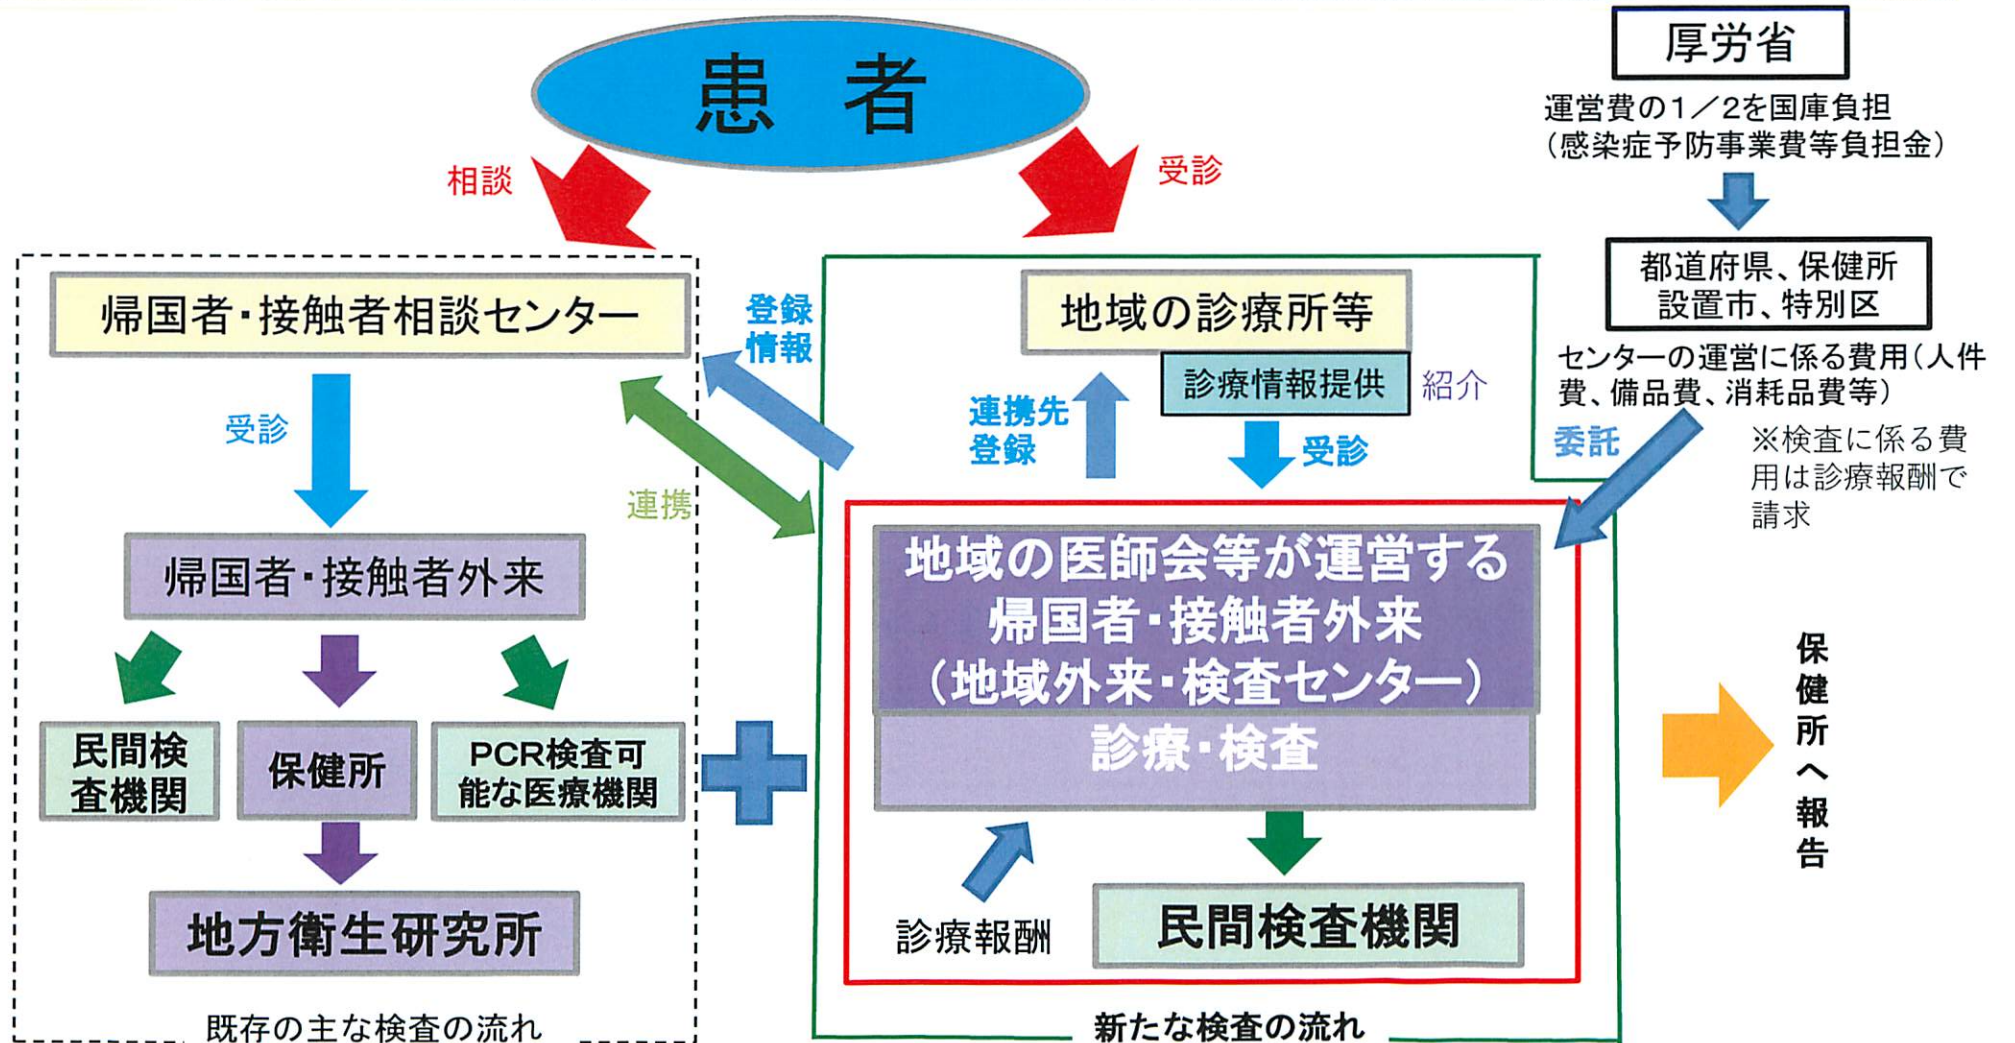 患 者
厚労省
運営費の1／2を国庫負担
（感染症予防事業費等負担金）
相談
受診
都道府県、保健所
設置市、特別区
センターの運営に係る費用（人件
費、備品費、消耗品費等）
委託
※検査に係る費
用は診療報酬で
請求
帰国者・接触者相談センター
受診
帰国者・接触者外来
民間検
査機関
保健所
PCR検査可
能な医療機関
地方衛生研究所
既存の主な検査の流れ
登録
情報
連携
地域の診療所等
診療情報提供
紹介
連携先
登録
受診
地域の医師会等が運営する
帰国者・接触者外来
（地域外来・検査センター）
診療・検査
診療報酬
民間検査機関
新たな検査の流れ
保健所へ報告